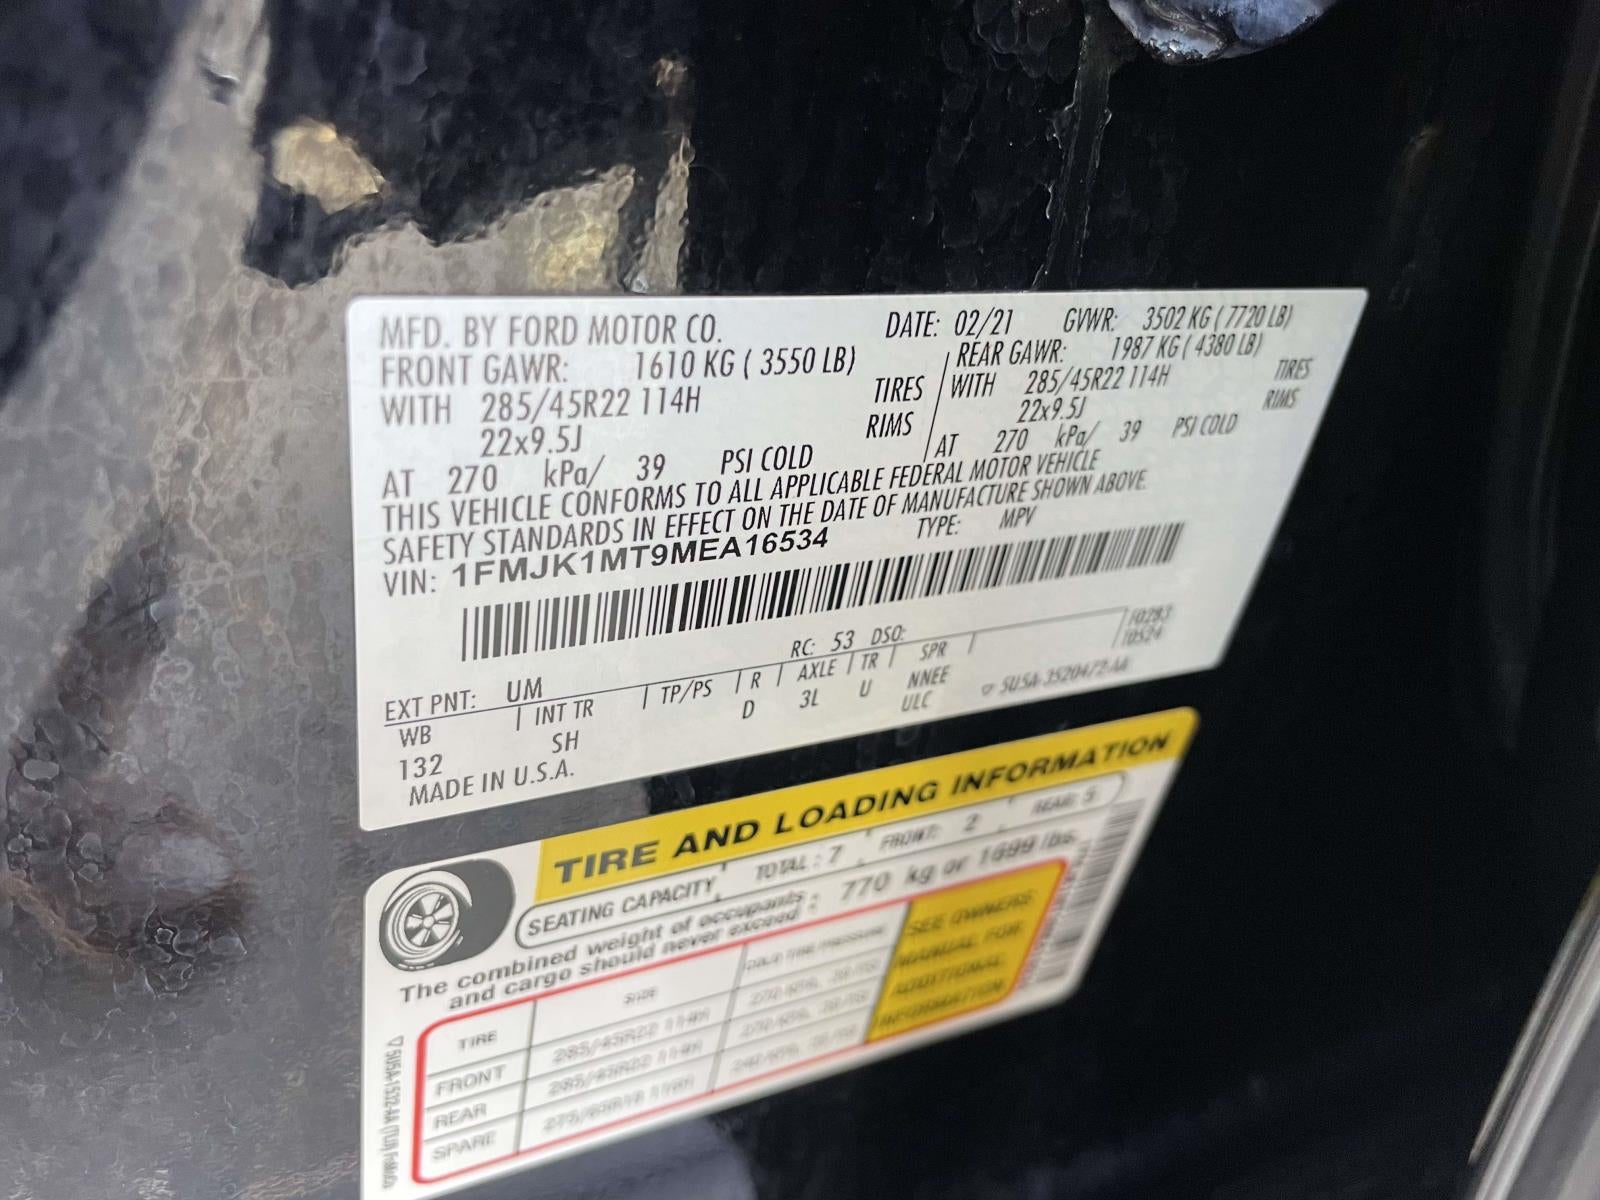 MFD. BY FORD MOTOR CO. DATE: 02/21 GVWR: 3502 KG ( 7720 LB)
FRONT GAWR: 1610 KG ( 3550 LB) REAR GAWR: 1987 KG ( 4380 LB)
WITH 285/45R22 114H TIRES WITH 285/45R22 114H TIRES
22x9.5J RIMS 22x9.5J RIMS
AT 270 kPa/ 39 PSI COLD AT 270 kPa/ 39 PSI COLD
THIS VEHICLE CONFORMS TO ALL APPLICABLE FEDERAL MOTOR VEHICLE
SAFETY STANDARDS IN EFFECT ON THE DATE OF MANUFACTURE SHOWN ABOVE.
VIN: 1FMJK1MT9MEA16534 TYPE: MPV
F0283
T0524
EXT PNT: UM RC: 53 DSO:
WB INT TR TP/PS R AXLE TR SPR
132 SH D 3L U NNEE
ULC
MADE IN U.S.A.
TIRE AND LOADING INFORMATION
SEATING CAPACITY TOTAL: 7 FRONT: 2 REAR: 5
The combined weight of occupants and cargo should never exceed : 770 kg or 1699 lbs.
TIRE SIZE COLD TIRE PRESSURE
FRONT 285/45R22 114H
REAR 285/45R22 114H
SPARE
SEE OWNERS
MANUAL FOR
ADDITIONAL
INFORMATION